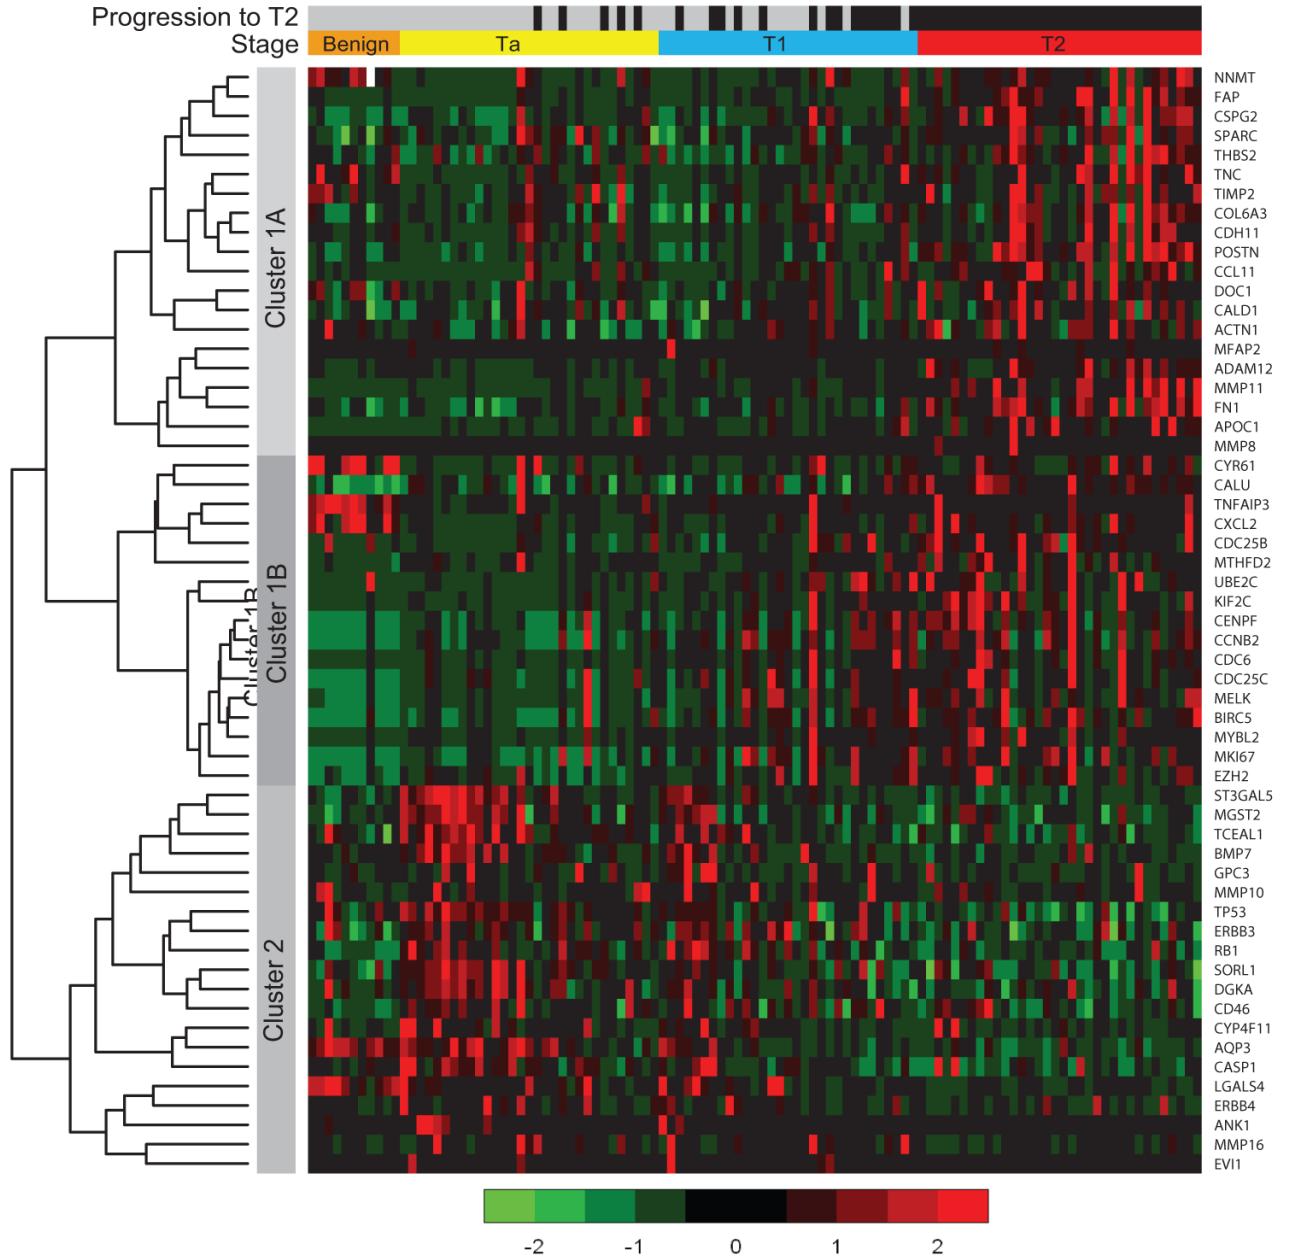 Progression to T2
Stage
Benign Ta T1 T2
Cluster 1A
Cluster 1B
Cluster 1B
Cluster 2
NNMT
FAP
CSPG2
SPARC
THBS2
TNC
TIMP2
COL6A3
CDH11
POSTN
CCL11
DOC1
CALD1
ACTN1
MFAP2
ADAM12
MMP11
FN1
APOC1
MMP8
CYR61
CALU
TNFAIP3
CXCL2
CDC25B
MTHFD2
UBE2C
KIF2C
CENPF
CCNB2
CDC6
CDC25C
MELK
BIRC5
MYBL2
MKI67
EZH2
ST3GAL5
MGST2
TCEAL1
BMP7
GPC3
MMP10
TP53
ERBB3
RB1
SORL1
DGKA
CD46
CYP4F11
AQP3
CASP1
LGALS4
ERBB4
ANK1
MMP16
EVI1
-2 -1 0 1 2